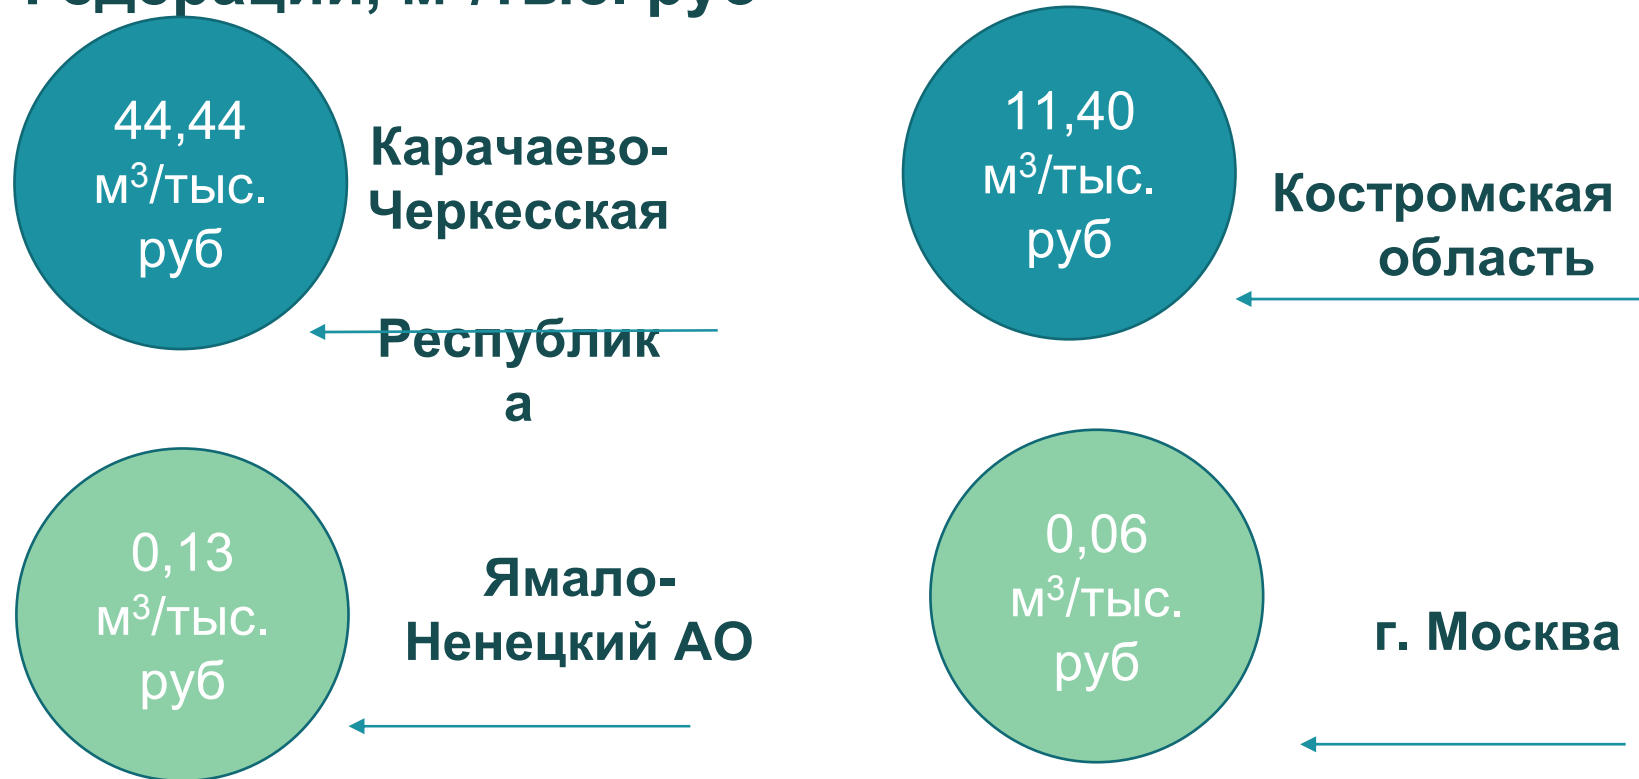 44,44
м³/тыс.
руб
Карачаево-
Черкесская
Республик
а
11,40
м³/тыс.
руб
Костромская
область
0,13
м³/тыс.
руб
Ямало-
Ненецкий АО
0,06
м³/тыс.
руб
г. Москва